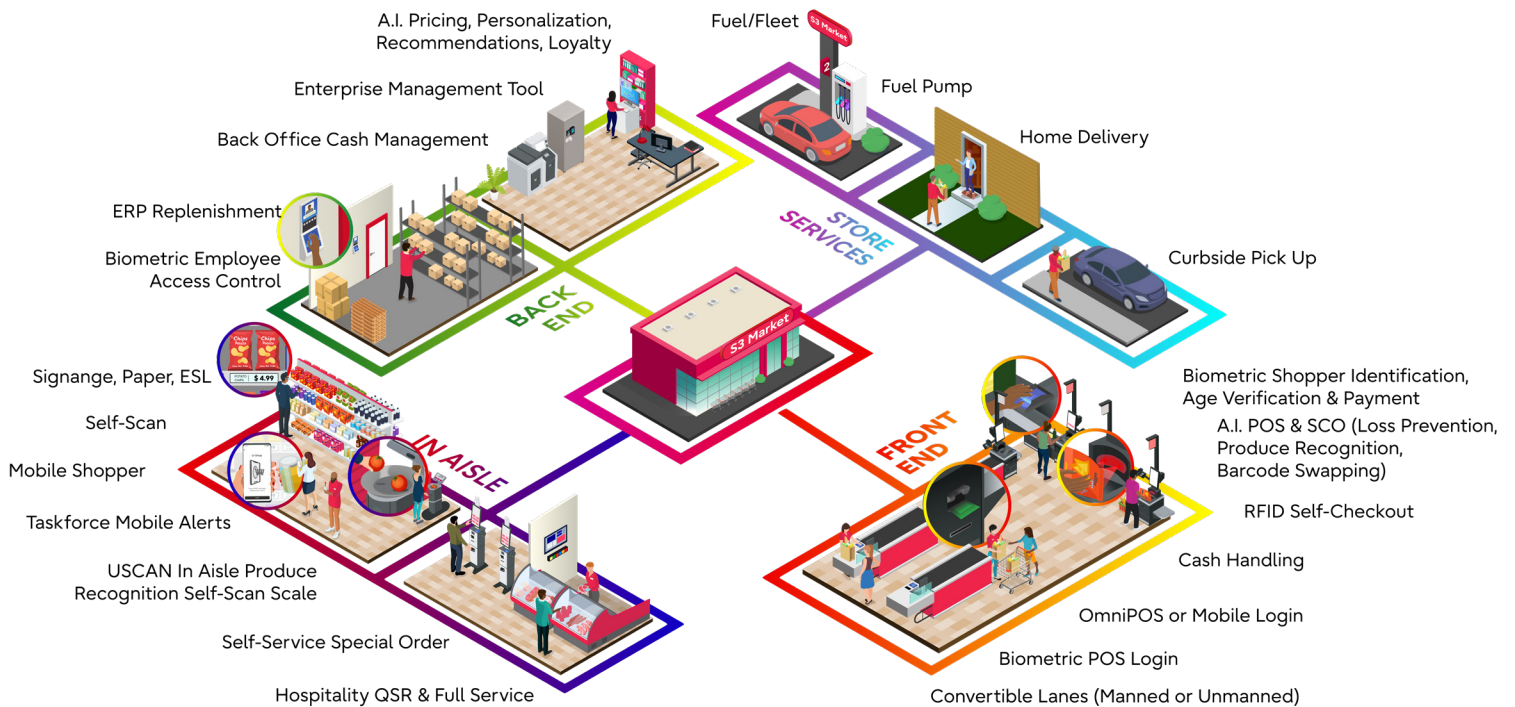 A.I. Pricing, Personalization,
Recommendations, Loyalty
Enterprise Management Tool
Back Office Cash Management
ERP Replenishment
Biometric Employee
Access Control
BACK
END
Fuel/Fleet
S3 Market
2
Fuel Pump
Home Delivery
Curbside Pick Up
STORE
SERVICES
S3 Market
Signange, Paper, ESL
Chips
Chips
$ 4.99
Self-Scan
Mobile Shopper
Taskforce Mobile Alerts
USCAN In Aisle Produce
Recognition Self-Scan Scale
Self-Service Special Order
Hospitality QSR & Full Service
IN AISLE
FRONT
END
Biometric Shopper Identification,
Age Verification & Payment
A.I. POS & SCO (Loss Prevention,
Produce Recognition,
Barcode Swapping)
RFID Self-Checkout
Cash Handling
OmniPOS or Mobile Login
Biometric POS Login
Convertible Lanes (Manned or Unmanned)